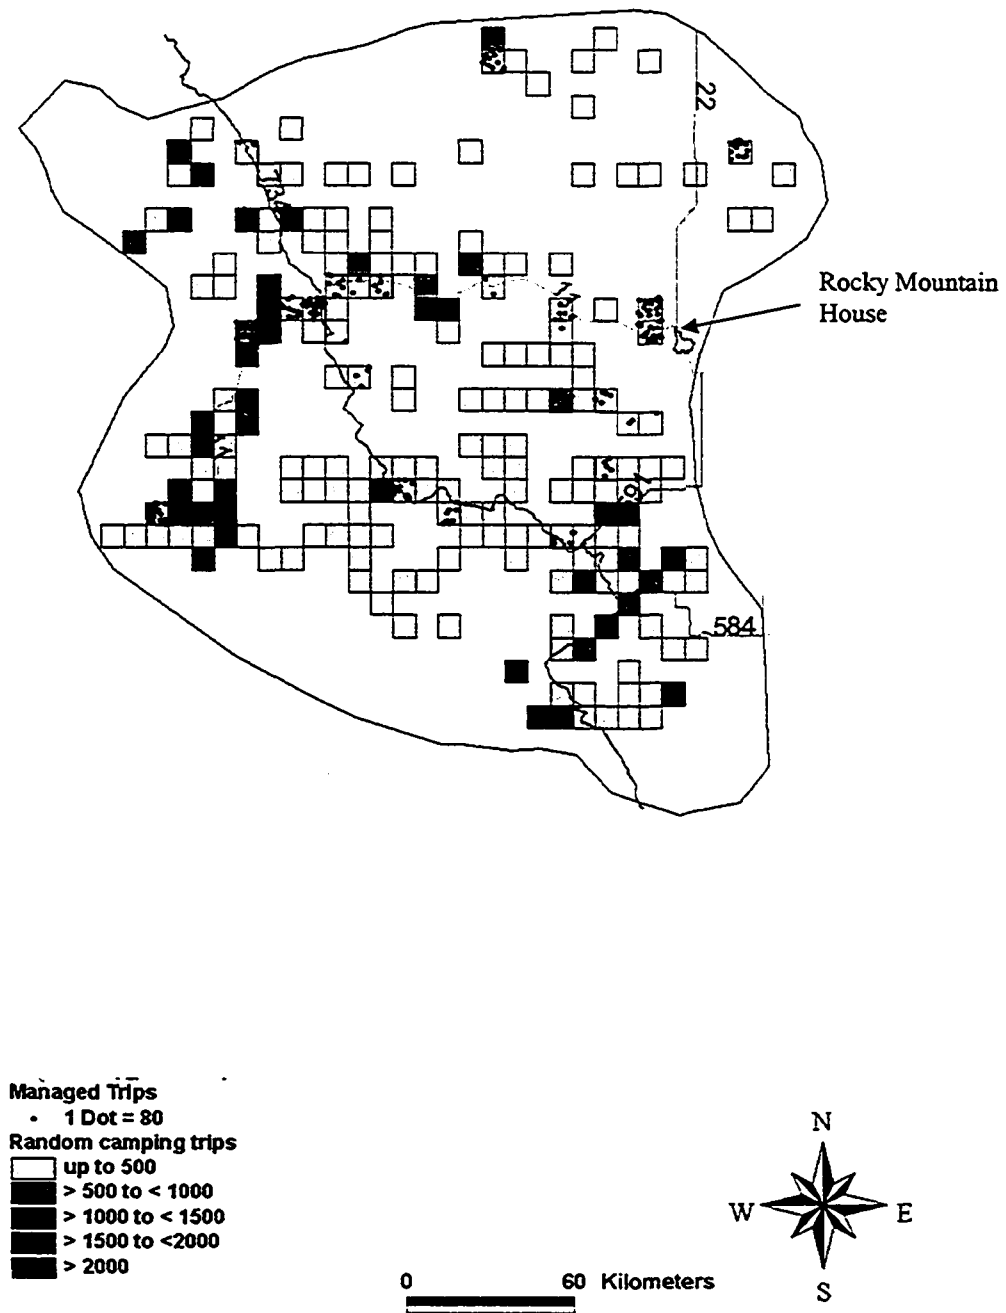 22
734
Rocky Mountain
House
584
Managed Trips
1 Dot = 80
Random camping trips
up to 500
> 500 to < 1000
> 1000 to < 1500
> 1500 to <2000
> 2000
N
W E
S
0 60 Kilometers